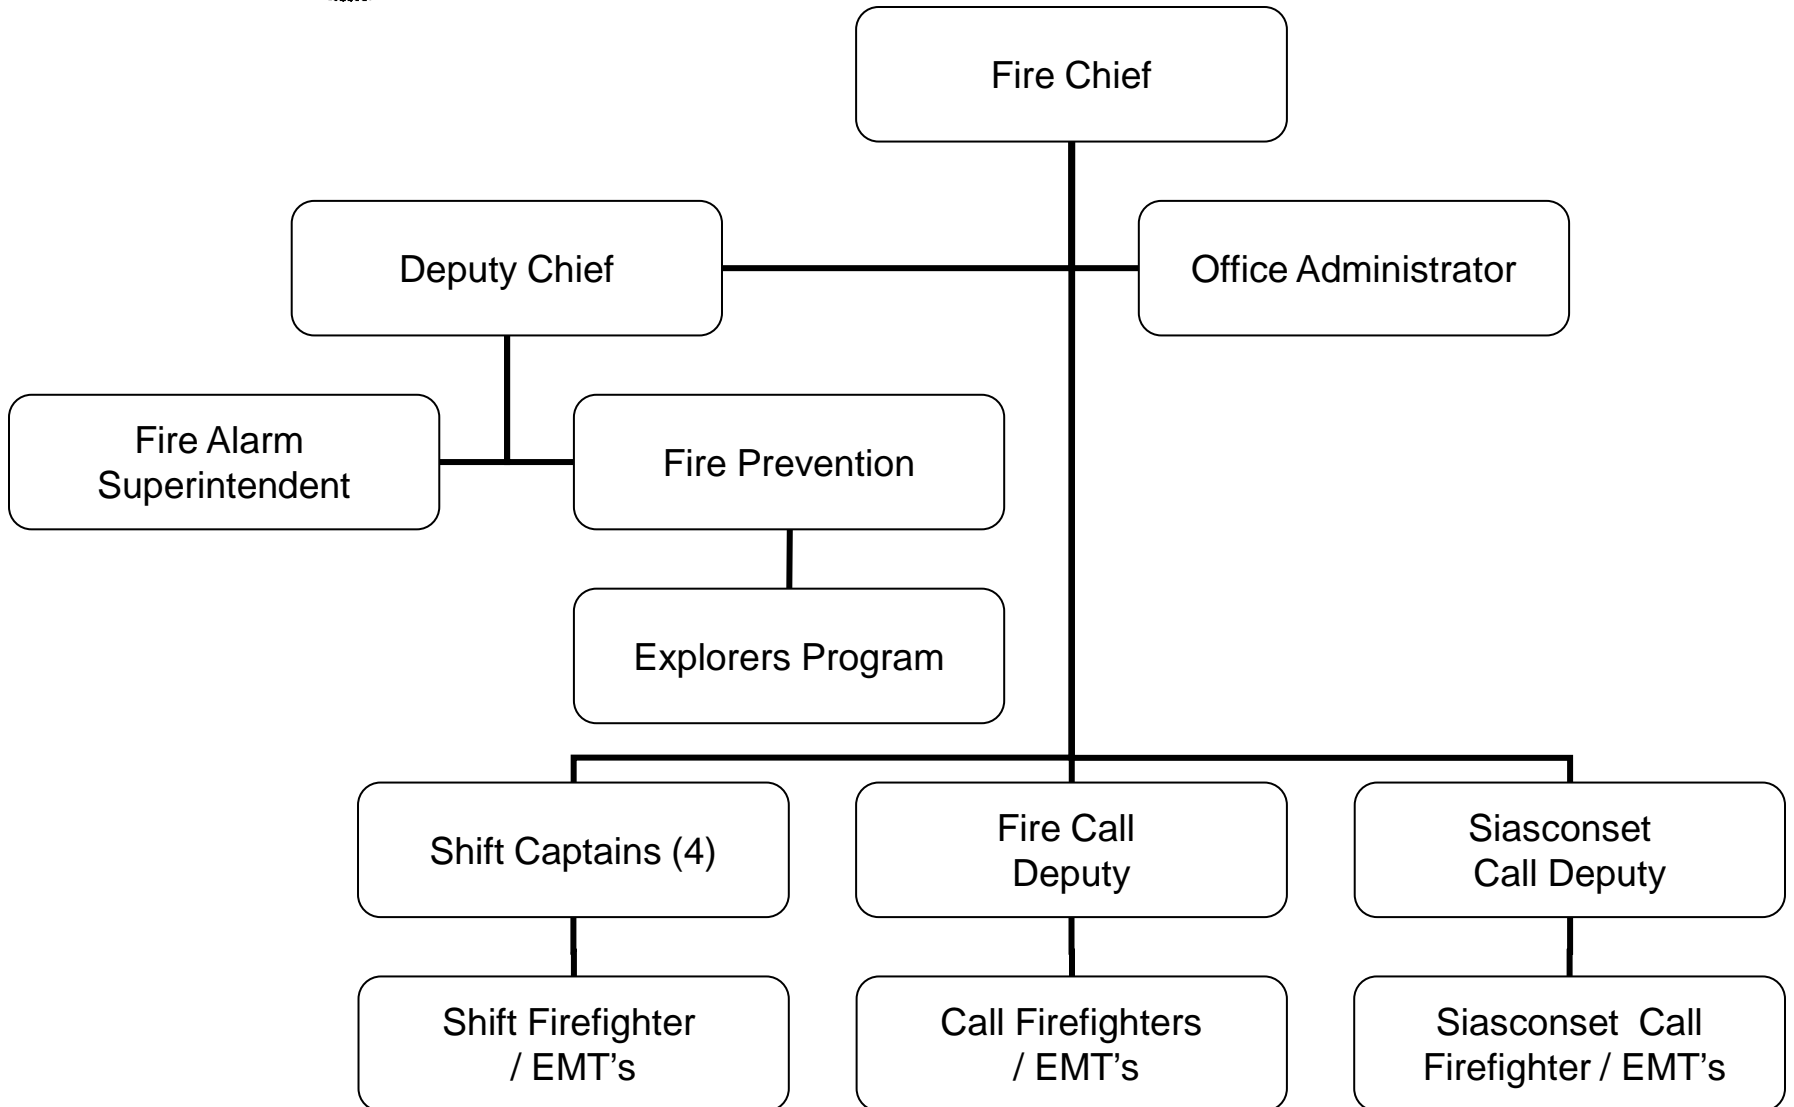 Fire Chief
Deputy Chief
Office Administrator
Fire Alarm
Superintendent
Fire Prevention
Explorers Program
Shift Captains (4)
Fire Call
Deputy
Siasconset
Call Deputy
Shift Firefighter
/ EMT’s
Call Firefighters
/ EMT’s
Siasconset  Call
Firefighter / EMT’s